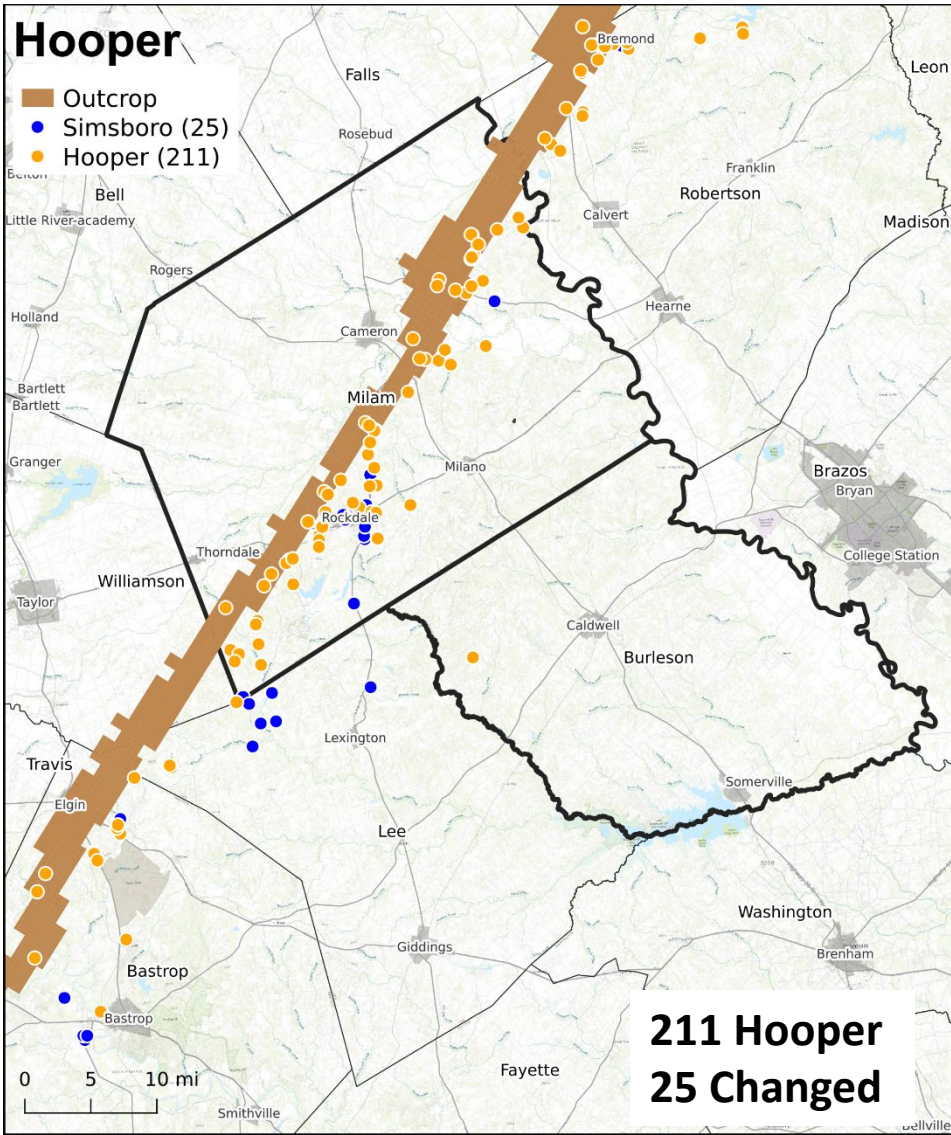 Hooper
Outcrop
Simsboro (25)
Hooper (211)
Falls
Bremond
Leon
Rosebud
Belton
Bell
Franklin
Robertson
Little River-academy
Calvert
Madison
Rogers
Holland
Hearne
Cameron
Bartlett
Bartlett
Milam
Granger
Milano
Brazos
Bryan
Rockdale
Thorndale
College Station
Williamson
Taylor
Caldwell
Burleson
Lexington
Travis
Somerville
Elgin
Lee
Washington
Giddings
Brenham
Bastrop
Bastrop
211 Hooper
25 Changed
Fayette
0 5 10 mi
Smithville
Bellville